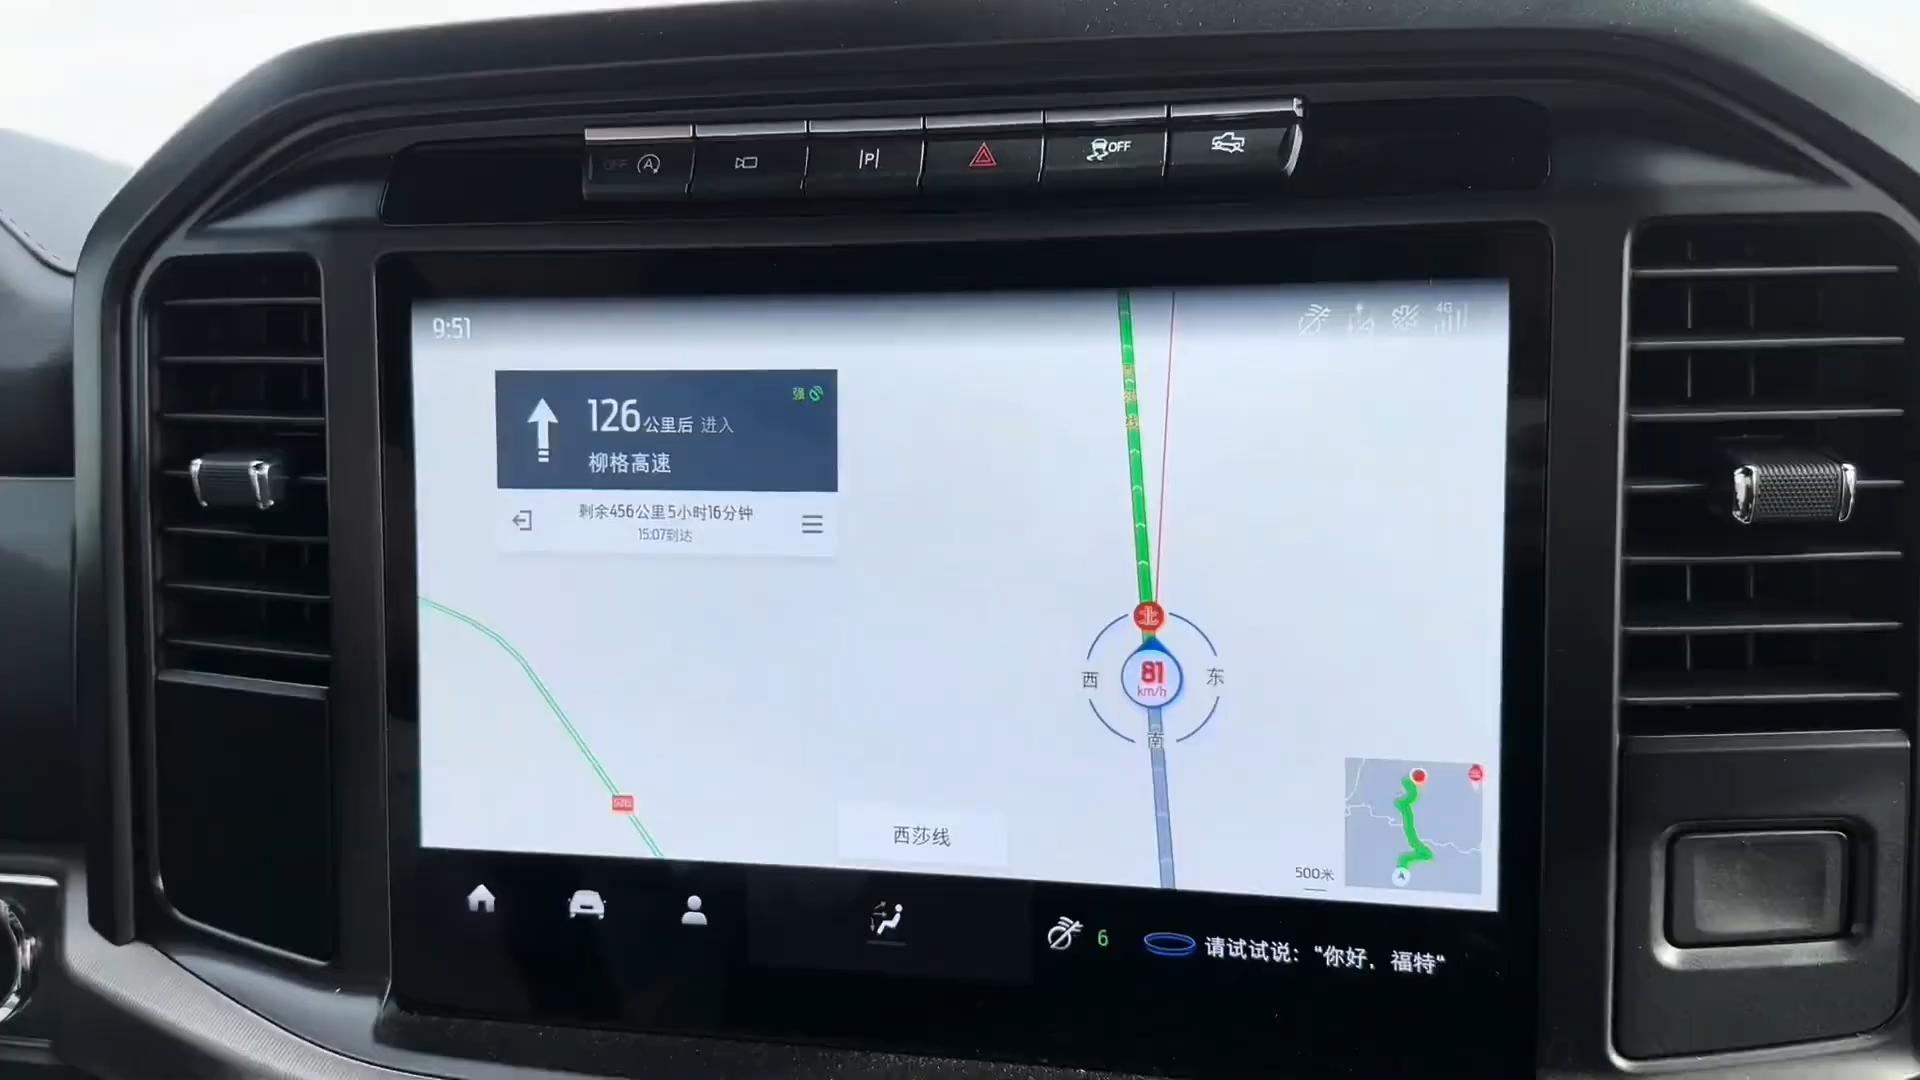 OFF A
|P|
OFF
9:51
4G
强
126公里后 进入
柳格高速
剩余456公里5小时16分钟
15:07到达
北
西
81
东
km/h
南
西莎线
500米
6
请试试说：“你好，福特“